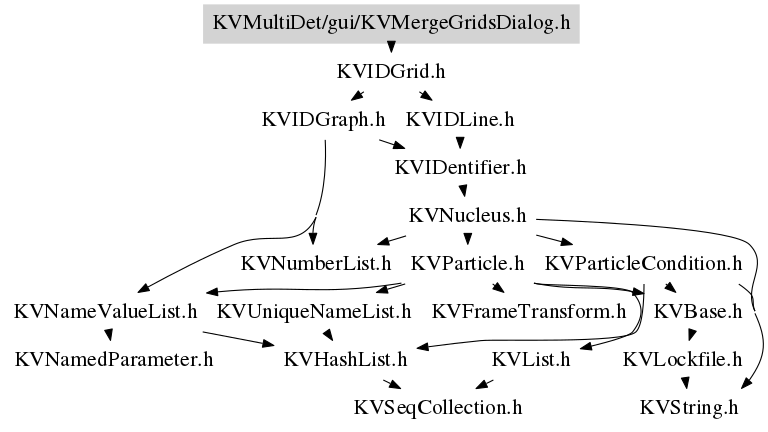 KVMultiDet/gui/KVMergeGridsDialog.h
KVIDGrid.h
KVIDGraph.h
KVIDLine.h
KVIDentifier.h
KVNucleus.h
KVNumberList.h
KVParticle.h
KVParticleCondition.h
KVNameValueList.h
KVUniqueNameList.h
KVFrameTransform.h
KVBase.h
KVNamedParameter.h
KVHashList.h
KVList.h
KVLockfile.h
KVSeqCollection.h
KVString.h